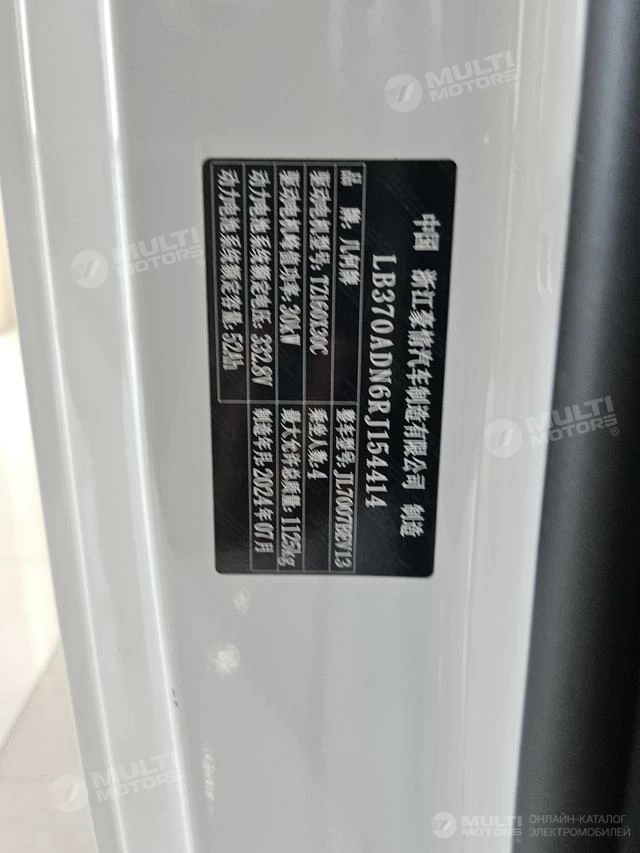 中国 浙江豪情汽车制造有限公司 制造
LB370ADN6RJ154414
品 牌：几何牌 整车型号：JL7007BEV13
驱动电机型号：TZ160X30C 乘坐人数：4
驱动电机峰值功率：30kW 最大允许总质量：1125kg
动力电池系统额定电压：332.8V 制造年月：2024年07月
动力电池系统额定容量：52Ah
MULTI
MOTORS
MULTI
MOTORS
MULTI
MOTORS
MULTI
MOTORS
MULTI
MOTORS
ОНЛАЙН-КАТАЛОГ
ЭЛЕКТРОМОБИЛЕЙ